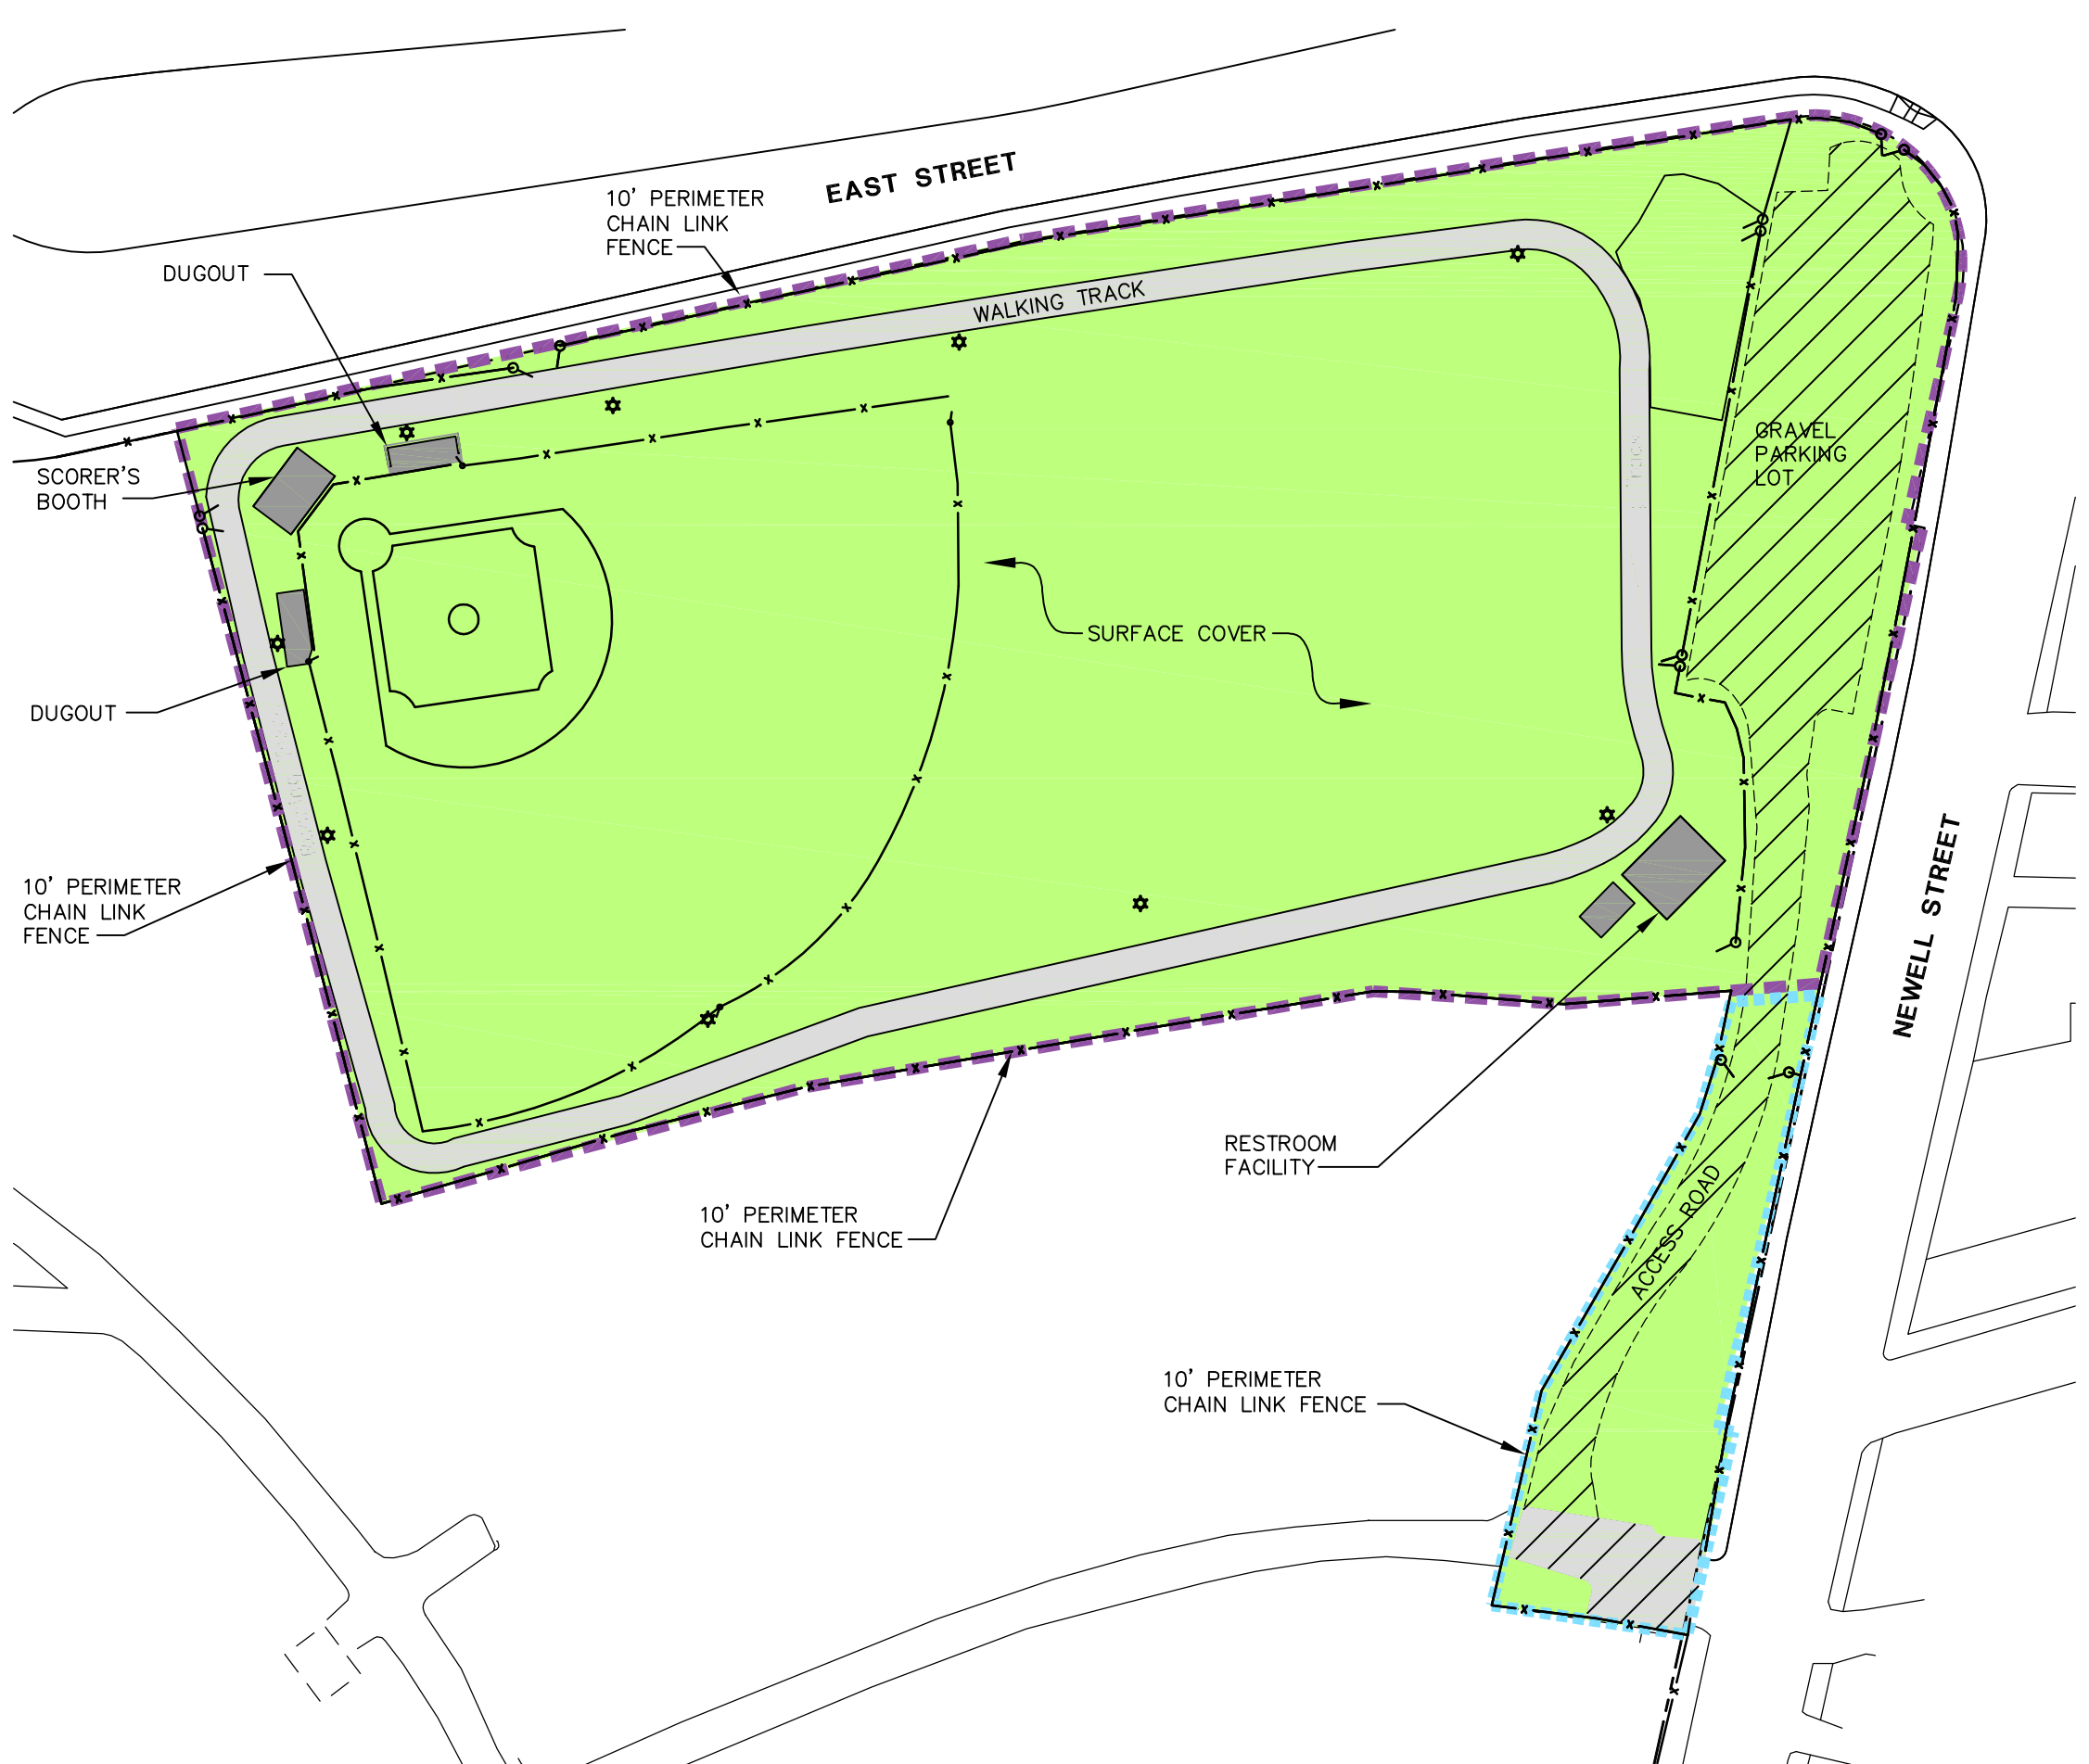 EAST STREET
10' PERIMETER
CHAIN LINK
FENCE
DUGOUT
WALKING TRACK
SCORER'S
BOOTH
GRAVEL
PARKING
LOT
SURFACE COVER
DUGOUT
10' PERIMETER
CHAIN LINK
FENCE
NEWELL STREET
RESTROOM
FACILITY
10' PERIMETER
CHAIN LINK FENCE
ACCESS ROAD
10' PERIMETER
CHAIN LINK FENCE